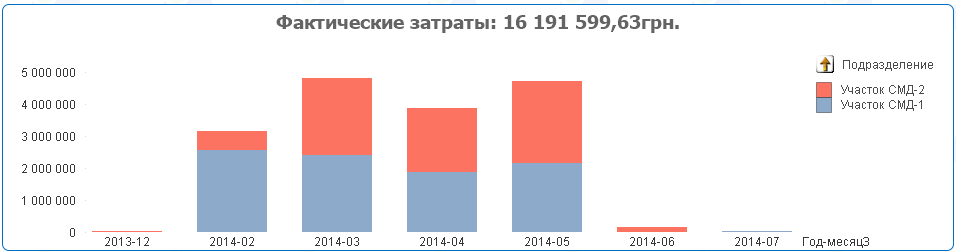 Фактические затраты: 16 191 599,63грн.
Подразделение
Участок СМД-2
Участок СМД-1
5 000 000
4 000 000
3 000 000
2 000 000
1 000 000
0
2013-12 2014-02 2014-03 2014-04 2014-05 2014-06 2014-07 Год-месяц3